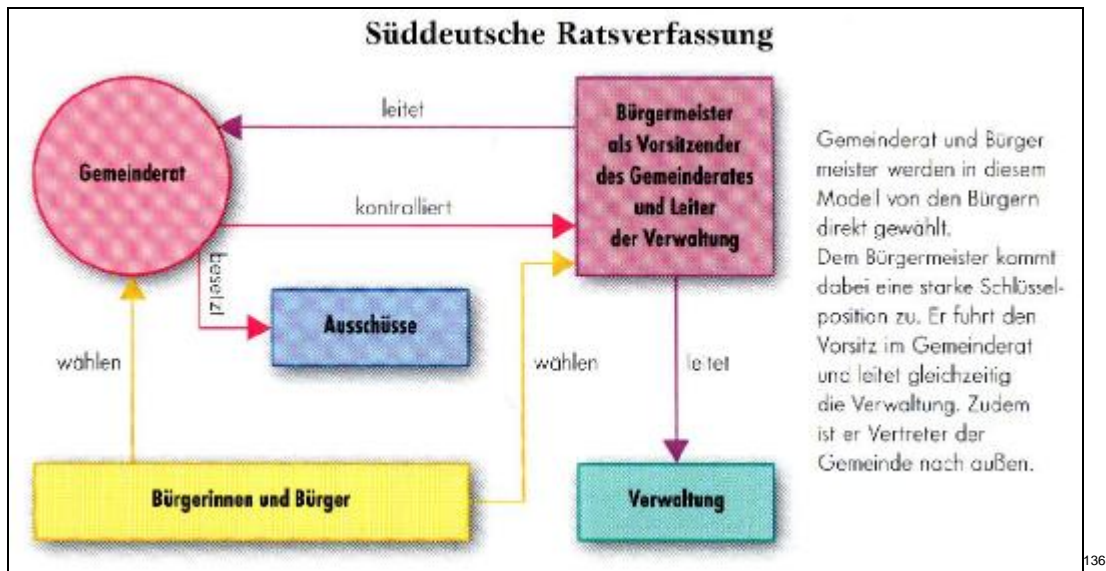 Süddeutsche Ratsverfassung
leitet
Bürgermeister
als Vorsitzender
des Gemeinderates
und Leiter
der Verwaltung
Gemeinderat
kontralliert
besetzt
Ausschüsse
wählen
wählen
leitet
Bürgerinnen und Bürger
Verwaltung
Gemeinderat und Bürger
meister werden in diesem
Modell von den Bürgern
direkt gewählt.
Dem Bürgermeister kommt
dabei eine starke Schlüssel-
position zu. Er fuhrt den
Vorsitz im Gemeinderat
und leitet gleichzeitig
die Verwaltung. Zudem
ist er Vertreter der
Gemeinde nach außen.
136